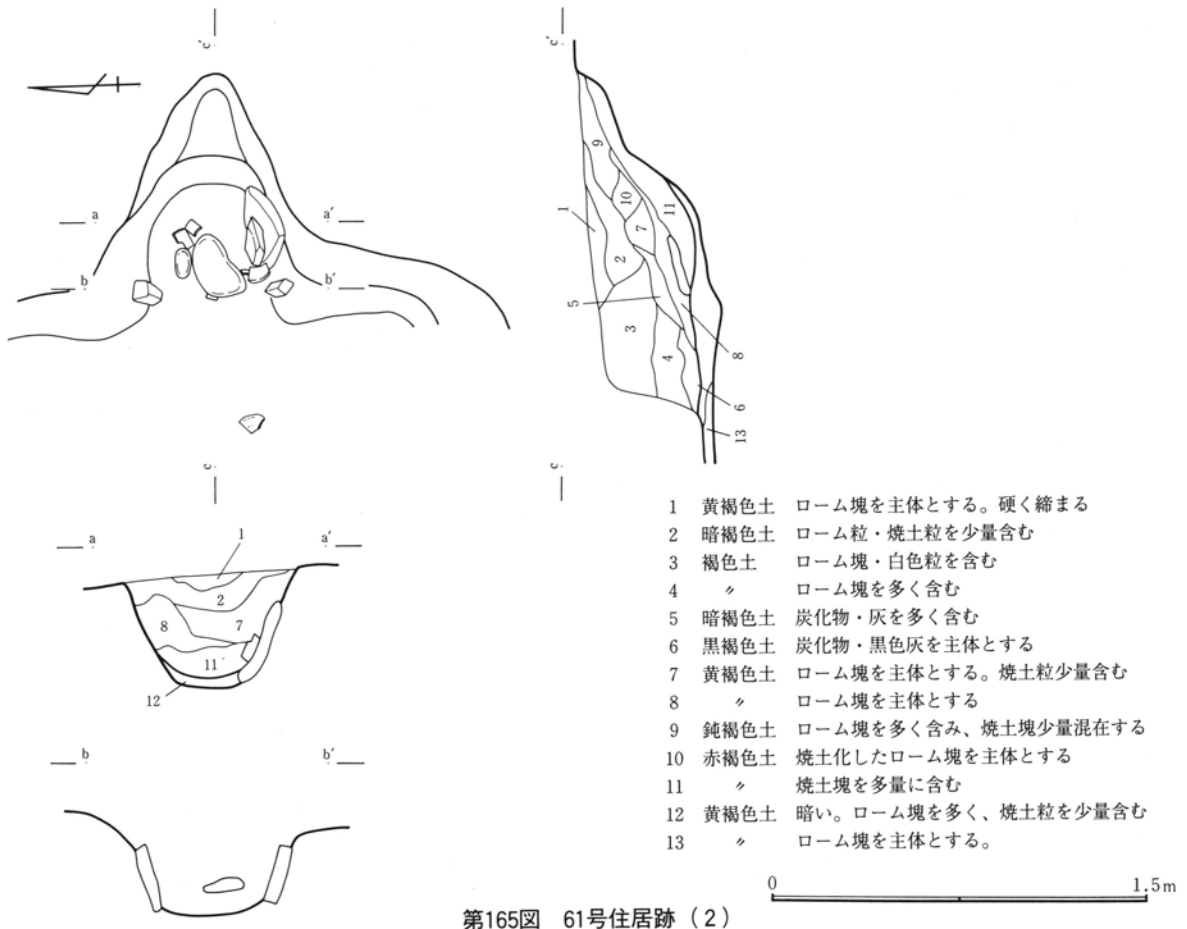 c′
c′
a
a′
b
b′
c
c
1
2
3
4
5
6
7
8
9
10
11
13
a
a′
1
2
7
8
11
12
b
b′
1 黄褐色土 ローム塊を主体とする。硬く締まる
2 暗褐色土 ローム粒・焼土粒を少量含む
3 褐色土 ローム塊・白色粒を含む
4 〃 ローム塊を多く含む
5 暗褐色土 炭化物・灰を多く含む
6 黒褐色土 炭化物・黒色灰を主体とする
7 黄褐色土 ローム塊を主体とする。焼土粒少量含む
8 〃 ローム塊を主体とする
9 鈍褐色土 ローム塊を多く含み、焼土塊少量混在する
10 赤褐色土 焼土化したローム塊を主体とする
11 〃 焼土塊を多量に含む
12 黄褐色土 暗い。ローム塊を多く、焼土粒を少量含む
13 〃 ローム塊を主体とする。
0 1.5m
第165図 61号住居跡(2)